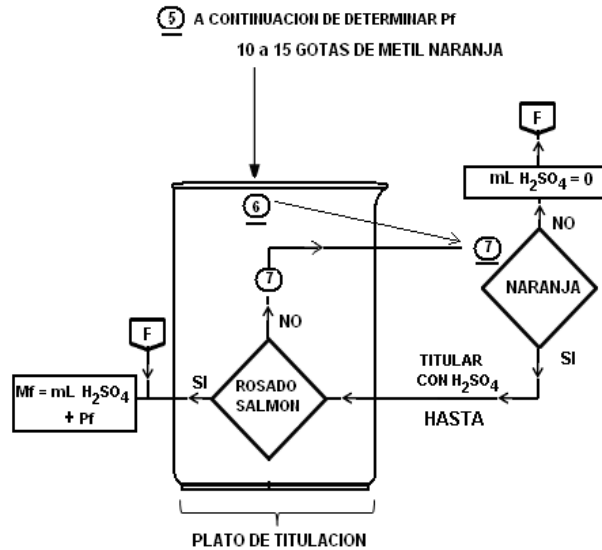 5 A CONTINUACION DE DETERMINAR Pf
10 a 15 GOTAS DE METIL NARANJA
F
mL H2SO4 = 0
NO
6
7
NARANJA
7
NO
SI
F
TITULAR
CON H2SO4
HASTA
SI
ROSADO
SALMON
Mf = mL H2SO4
+ Pf
PLATO DE TITULACION